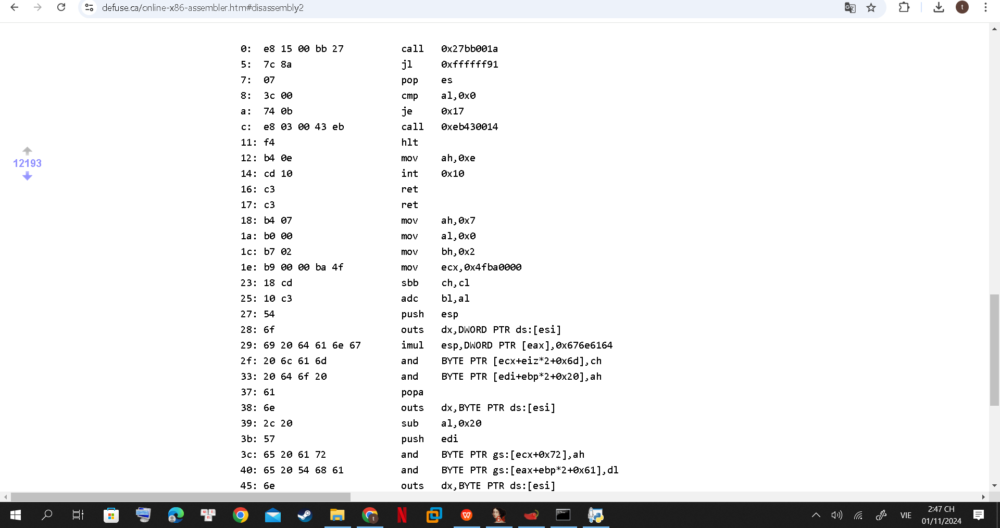 defuse.ca/online-x86-assembler.htm#disassembly2
t
0: e8 15 00 bb 27 call 0x27bb001a
5: 7c 8a jl 0xffffff91
7: 07 pop es
8: 3c 00 cmp al,0x0
a: 74 0b je 0x17
c: e8 03 00 43 eb call 0xeb430014
11: f4 hlt
12: b4 0e mov ah,0xe
14: cd 10 int 0x10
16: c3 ret
17: c3 ret
18: b4 07 mov ah,0x7
1a: b0 00 mov al,0x0
1c: b7 02 mov bh,0x2
1e: b9 00 00 ba 4f mov ecx,0x4fba0000
23: 18 cd sbb ch,cl
25: 10 c3 adc bl,al
27: 54 push esp
28: 6f outs dx,DWORD PTR ds:[esi]
29: 69 20 64 61 6e 67 imul esp,DWORD PTR [eax],0x676e6164
2f: 20 6c 61 6d and BYTE PTR [ecx+eiz*2+0x6d],ch
33: 20 64 6f 20 and BYTE PTR [edi+ebp*2+0x20],ah
37: 61 popa
38: 6e outs dx,BYTE PTR ds:[esi]
39: 2c 20 sub al,0x20
3b: 57 push edi
3c: 65 20 61 72 and BYTE PTR gs:[ecx+0x72],ah
40: 65 20 54 68 61 and BYTE PTR gs:[eax+ebp*2+0x61],dl
45: 6e outs dx,BYTE PTR ds:[esi]
12193
VIE
2:47 CH
01/11/2024